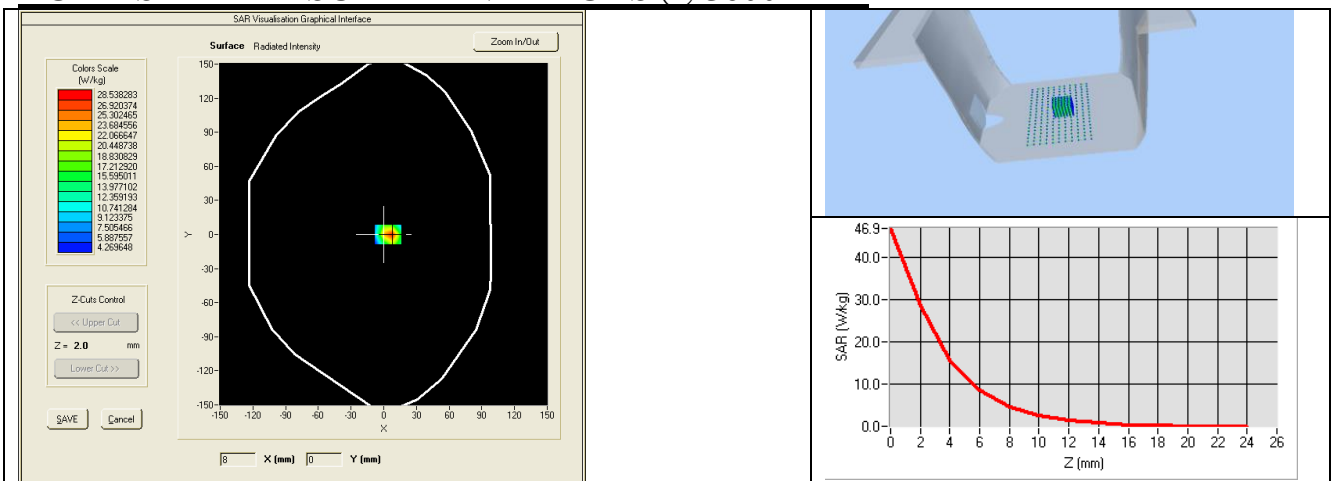 SAR Visualisation Graphical Interface
Surface Radiated Intensity
Zoom In/Out
Colors Scale
(W/kg)
28.538283
26.920374
25.302465
23.684556
22.066647
20.448738
18.830829
17.212920
15.595011
13.977102
12.359193
10.741284
9.123375
7.505466
5.887557
4.269648
Z-Cuts Control
<< Upper Cut
Z = 2.0 mm
Lower Cut >>
SAVE Cancel
150
120
90
60
30
0
-30
-60
-90
-120
-150
Y
-150 -120 -90 -60 -30 0 30 60 90 120 150
X
8 X (mm) 0 Y (mm)
46.9
40.0
30.0
20.0
10.0
0.0
SAR (W/kg)
0 2 4 6 8 10 12 14 16 18 20 22 24 26
Z (mm)